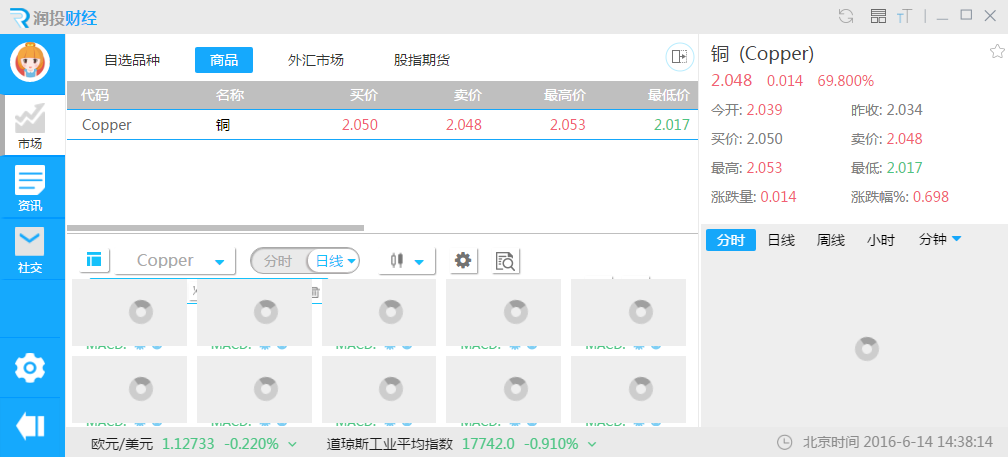 润投财经
自选品种 商品 外汇市场 股指期货
代码 名称 买价 卖价 最高价 最低价
Copper 铜 2.050 2.048 2.053 2.017
市场
资讯
社交
Copper 分时 日线
MACD: MACD: MACD: MACD: MACD:
铜 (Copper)
2.048 0.014 69.800%
今开: 2.039 昨收: 2.034
买价: 2.050 卖价: 2.048
最高: 2.053 最低: 2.017
涨跌量: 0.014 涨跌幅%: 0.698
分时 日线 周线 小时 分钟
欧元/美元 1.12733 -0.220% 道琼斯工业平均指数 17742.0 -0.910% 北京时间 2016-6-14 14:38:14